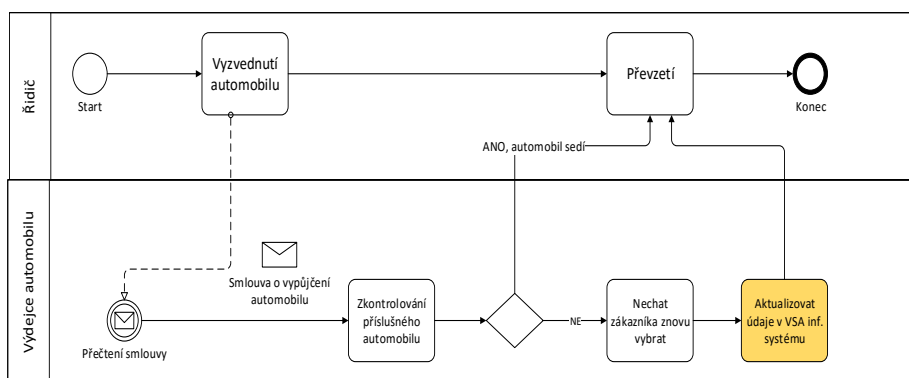 Řidič
Start
Vyzvednutí
automobilu
Převzetí
Konec
ANO, automobil sedí
Výdejce automobilu
Přečtení smlouvy
Smlouva o vypůjčení
automobilu
Zkontrolování
příslušného
automobilu
NE
Nechat
zákazníka znovu
vybrat
Aktualizovat
údaje v VSA inf.
systému